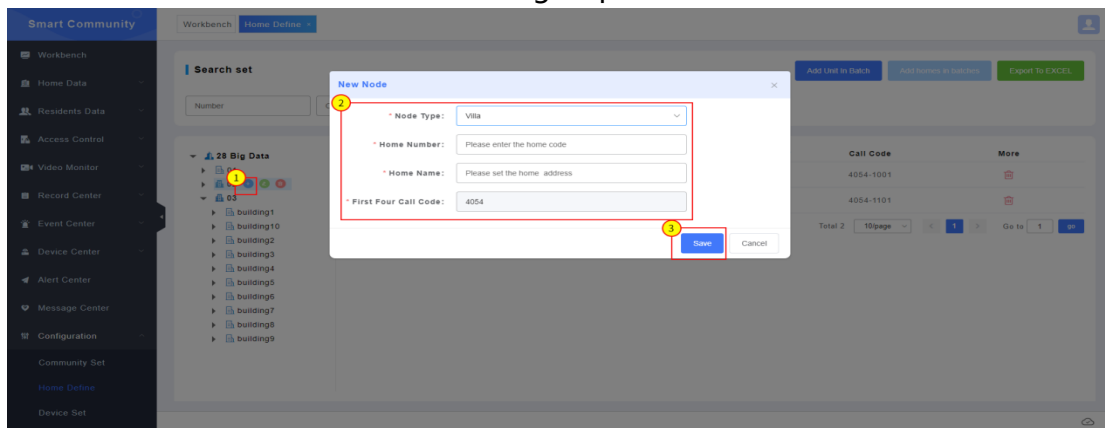 Smart Community
Workbench
Home Define ×
Workbench
Home Data
Residents Data
Access Control
Video Monitor
Record Center
Event Center
Device Center
Alert Center
Message Center
Configuration
Community Set
Home Define
Device Set
Search set
Number
Add Unit In Batch
Add homes in batches
Export To EXCEL
28 Big Data
1
03
building1
building10
building2
building3
building4
building5
building6
building7
building8
building9
New Node ×
2
* Node Type: Villa
* Home Number: Please enter the home code
* Home Name: Please set the home address
* First Four Call Code: 4054
3
Save
Cancel
Call Code More
4054-1001
4054-1101
Total 2 10/page < 1 > Go to 1 go